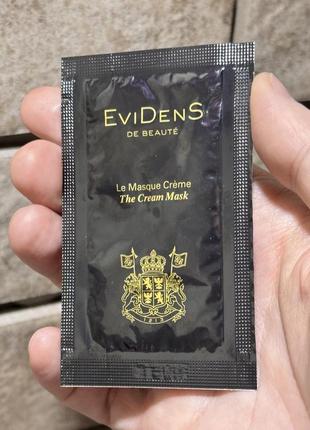 EviDenS
DE BEAUTÉ
Le Masque Crème
The Cream Mask